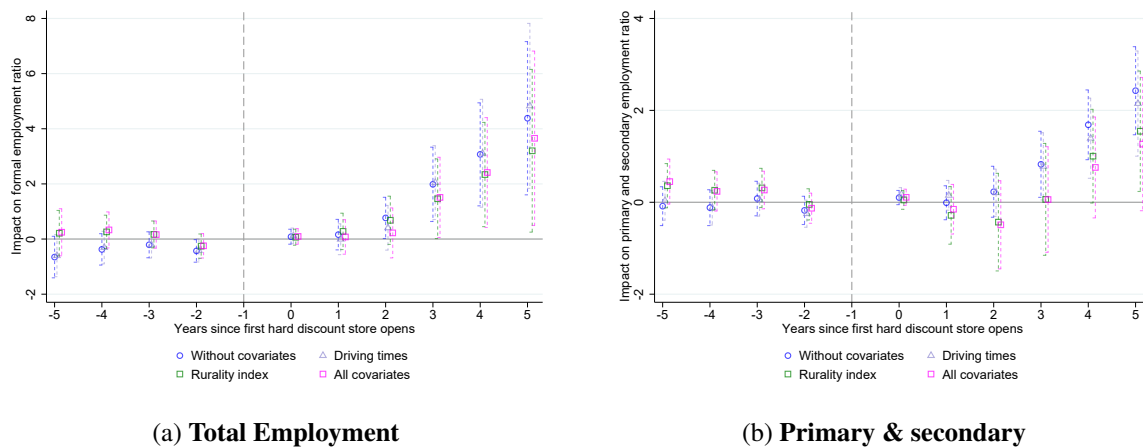 Impact on formal employment ratio
8
6
4
2
0
-2
-5 -4 -3 -2 -1 0 1 2 3 4 5
Years since first hard discount store opens
Without covariates Driving times
Rurality index All covariates
(a) Total Employment
Impact on primary and secondary employment ratio
4
2
0
-2
-5 -4 -3 -2 -1 0 1 2 3 4 5
Years since first hard discount store opens
Without covariates Driving times
Rurality index All covariates
(b) Primary & secondary